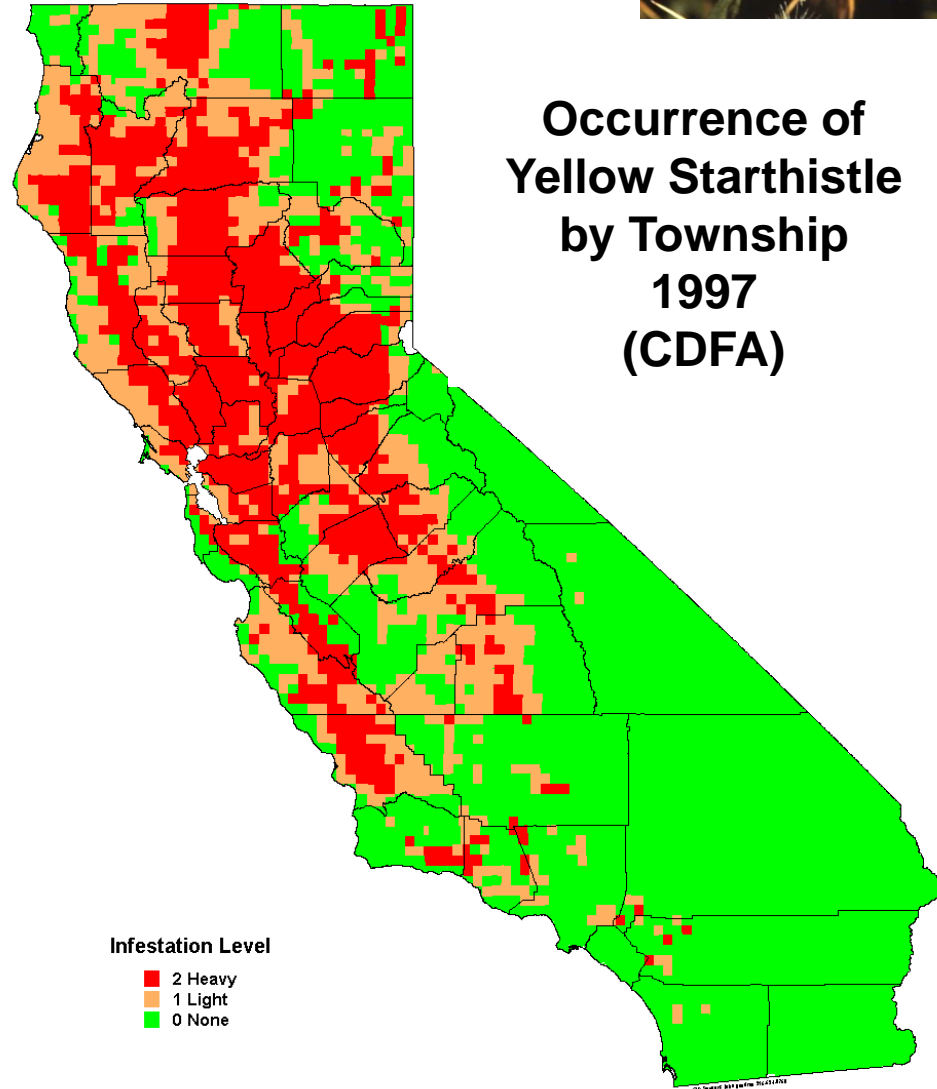 Occurrence of
Yellow Starthistle
by Township
1997
(CDFA)
Infestation Level
2 Heavy
1 Light
0 None